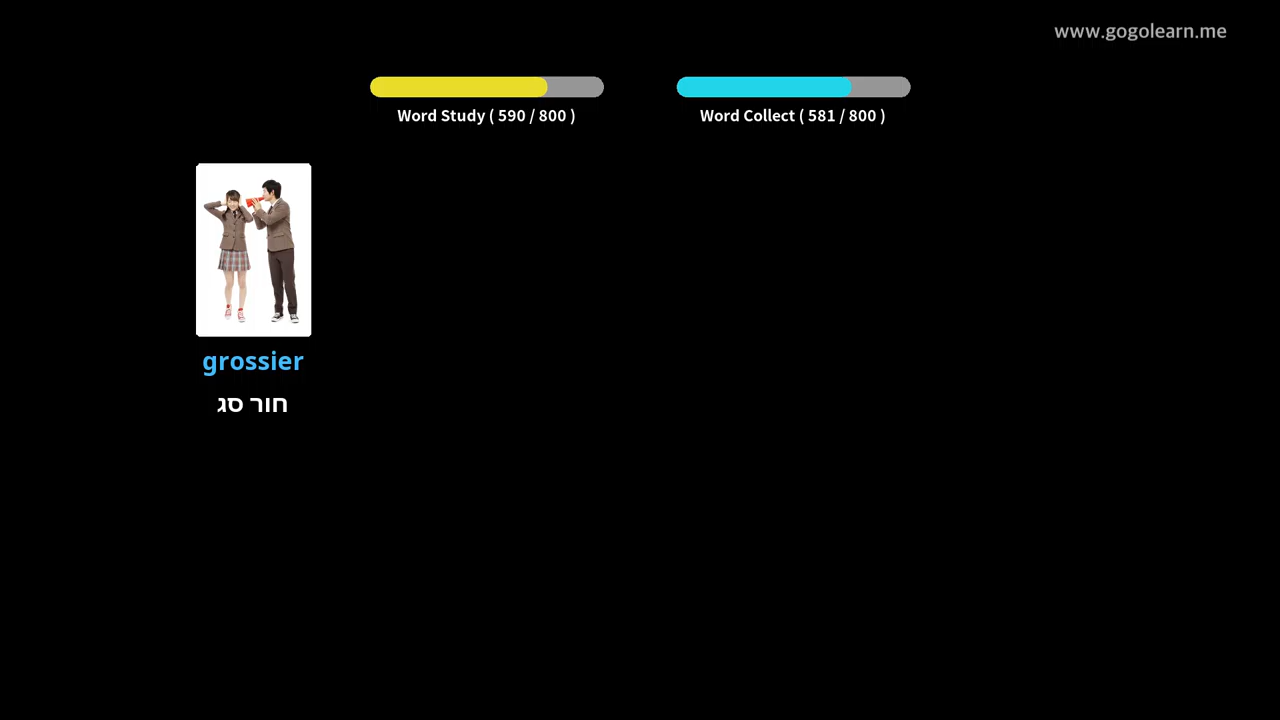 www.gogolearn.me
Word Study ( 590 / 800 )
Word Collect ( 581 / 800 )
grossier
חור סג